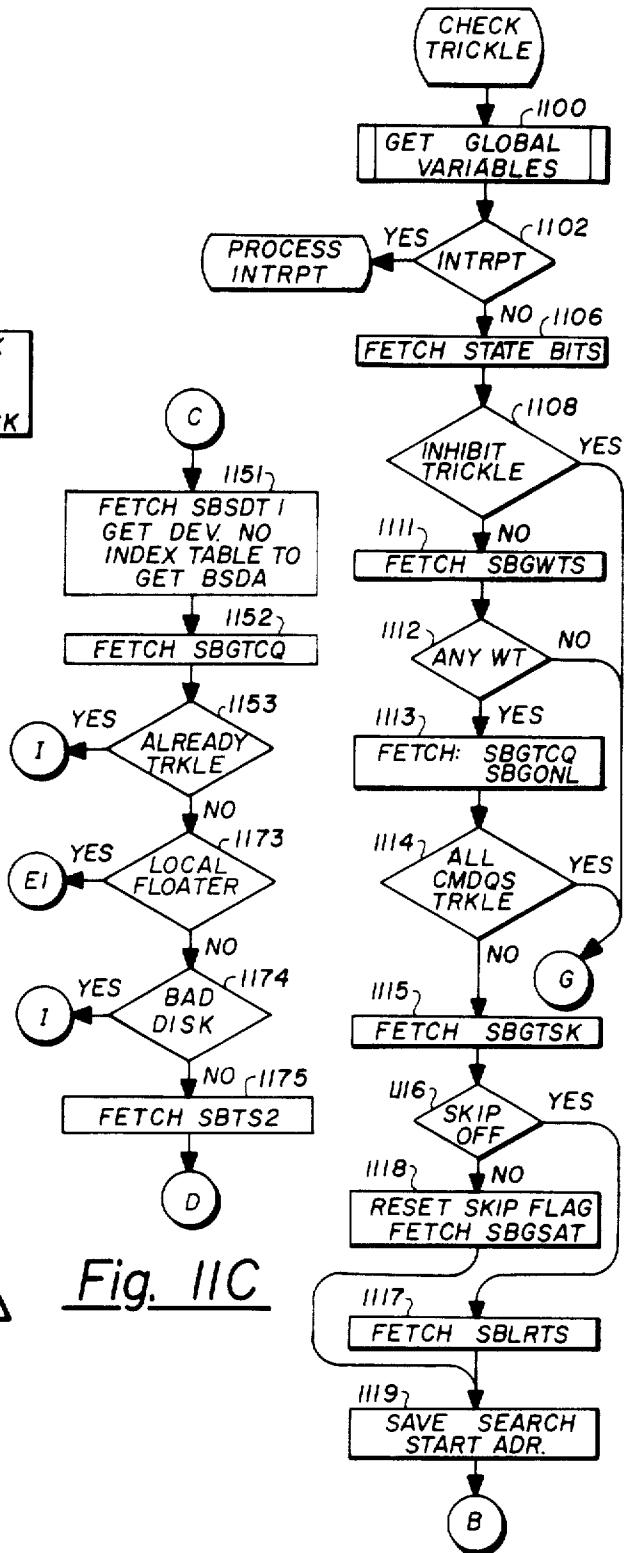 CHECK
TRICKLE
1100
GET GLOBAL
VARIABLES
1102
YES
INTRPT
PROCESS
INTRPT
NO
1106
FETCH STATE BITS
1108
INHIBIT
TRICKLE
YES
NO
1111
FETCH SBGWTS
1112
ANY WT
NO
YES
1113
FETCH: SBGTCQ
SBGONL
1114
ALL
CMDQS
TRKLE
YES
NO
G
1115
FETCH SBGTSK
1116
SKIP
OFF
YES
NO
1118
RESET SKIP FLAG
FETCH SBGSAT
1117
FETCH SBLRTS
1119
SAVE SEARCH
START ADR.
B
K
CK
C
1151
FETCH SBSDT1
GET DEV. NO
INDEX TABLE TO
GET BSDA
1152
FETCH SBGTCQ
1153
YES
ALREADY
TRKLE
I
NO
1173
YES
LOCAL
FLOATER
E1
NO
1174
YES
BAD
DISK
I
NO
1175
FETCH SBTS2
D
Fig. 11C